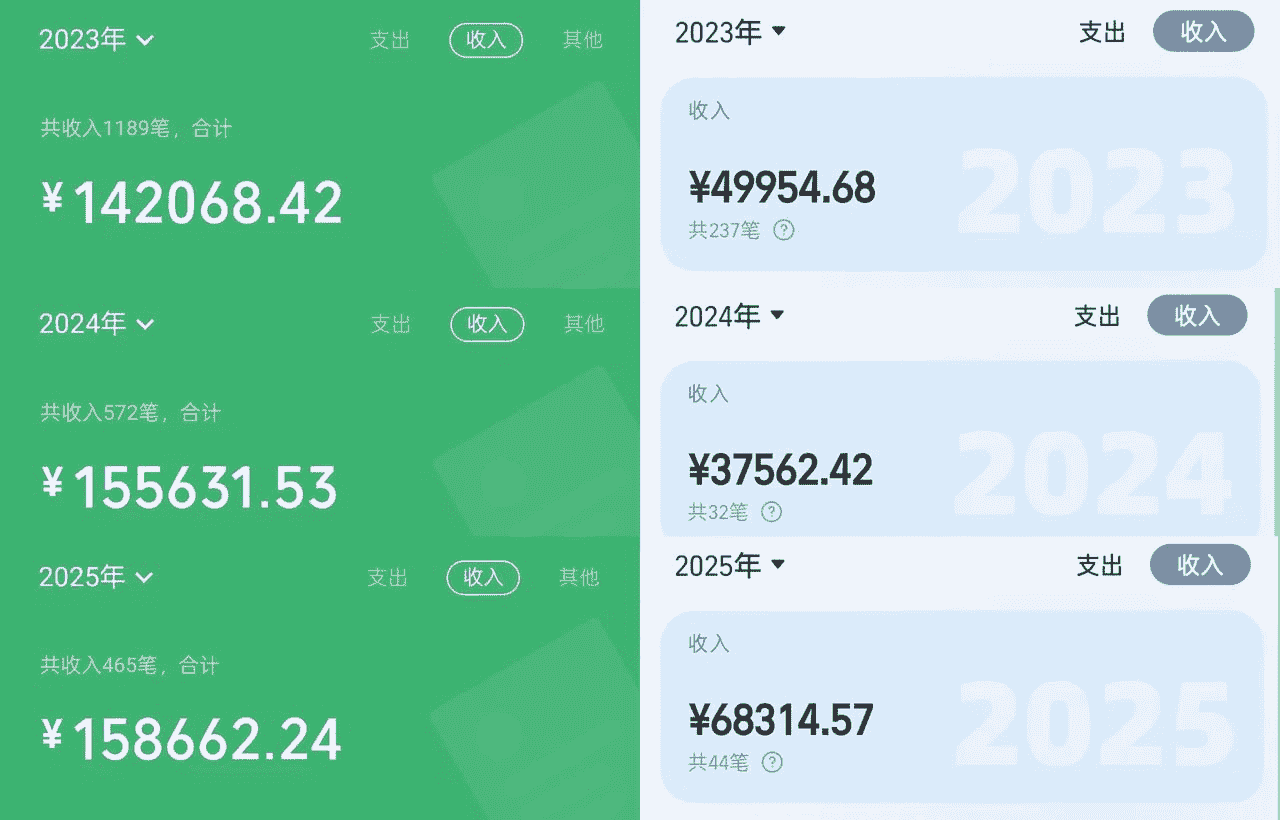 2023年
支出 收入 其他
共收入1189笔，合计
¥142068.42
2024年
支出 收入 其他
共收入572笔，合计
¥155631.53
2025年
支出 收入 其他
共收入465笔，合计
¥158662.24
2023年
支出 收入
收入
2023
¥49954.68
共237笔 ?
2024年
支出 收入
收入
2024
¥37562.42
共32笔 ?
2025年
支出 收入
收入
2025
¥68314.57
共44笔 ?